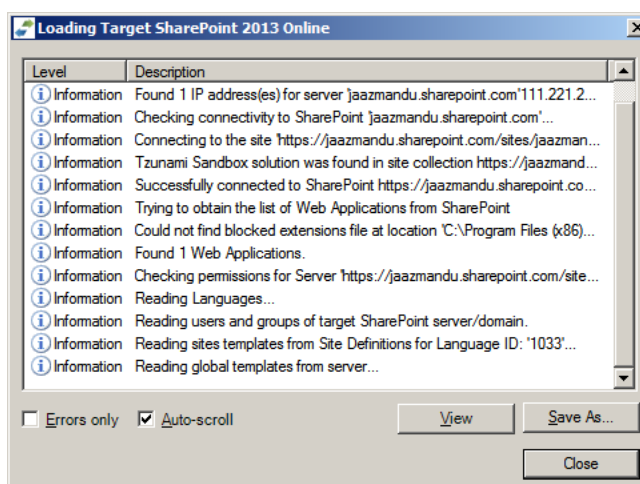 Loading Target SharePoint 2013 Online
Level Description
Information Found 1 IP address(es) for server 'jaazmandu.sharepoint.com'111.221.2...
Information Checking connectivity to SharePoint 'jaazmandu.sharepoint.com'...
Information Connecting to the site 'https://jaazmandu.sharepoint.com/sites/jaazman...
Information Tzunami Sandbox solution was found in site collection https://jaazmand...
Information Successfully connected to SharePoint https://jaazmandu.sharepoint.co...
Information Trying to obtain the list of Web Applications from SharePoint
Information Could not find blocked extensions file at location 'C:\Program Files (x86)...
Information Found 1 Web Applications.
Information Checking permissions for Server 'https://jaazmandu.sharepoint.com/site...
Information Reading Languages...
Information Reading users and groups of target SharePoint server/domain.
Information Reading sites templates from Site Definitions for Language ID: '1033'...
Information Reading global templates from server...
Errors only Auto-scroll View Save As...
Close